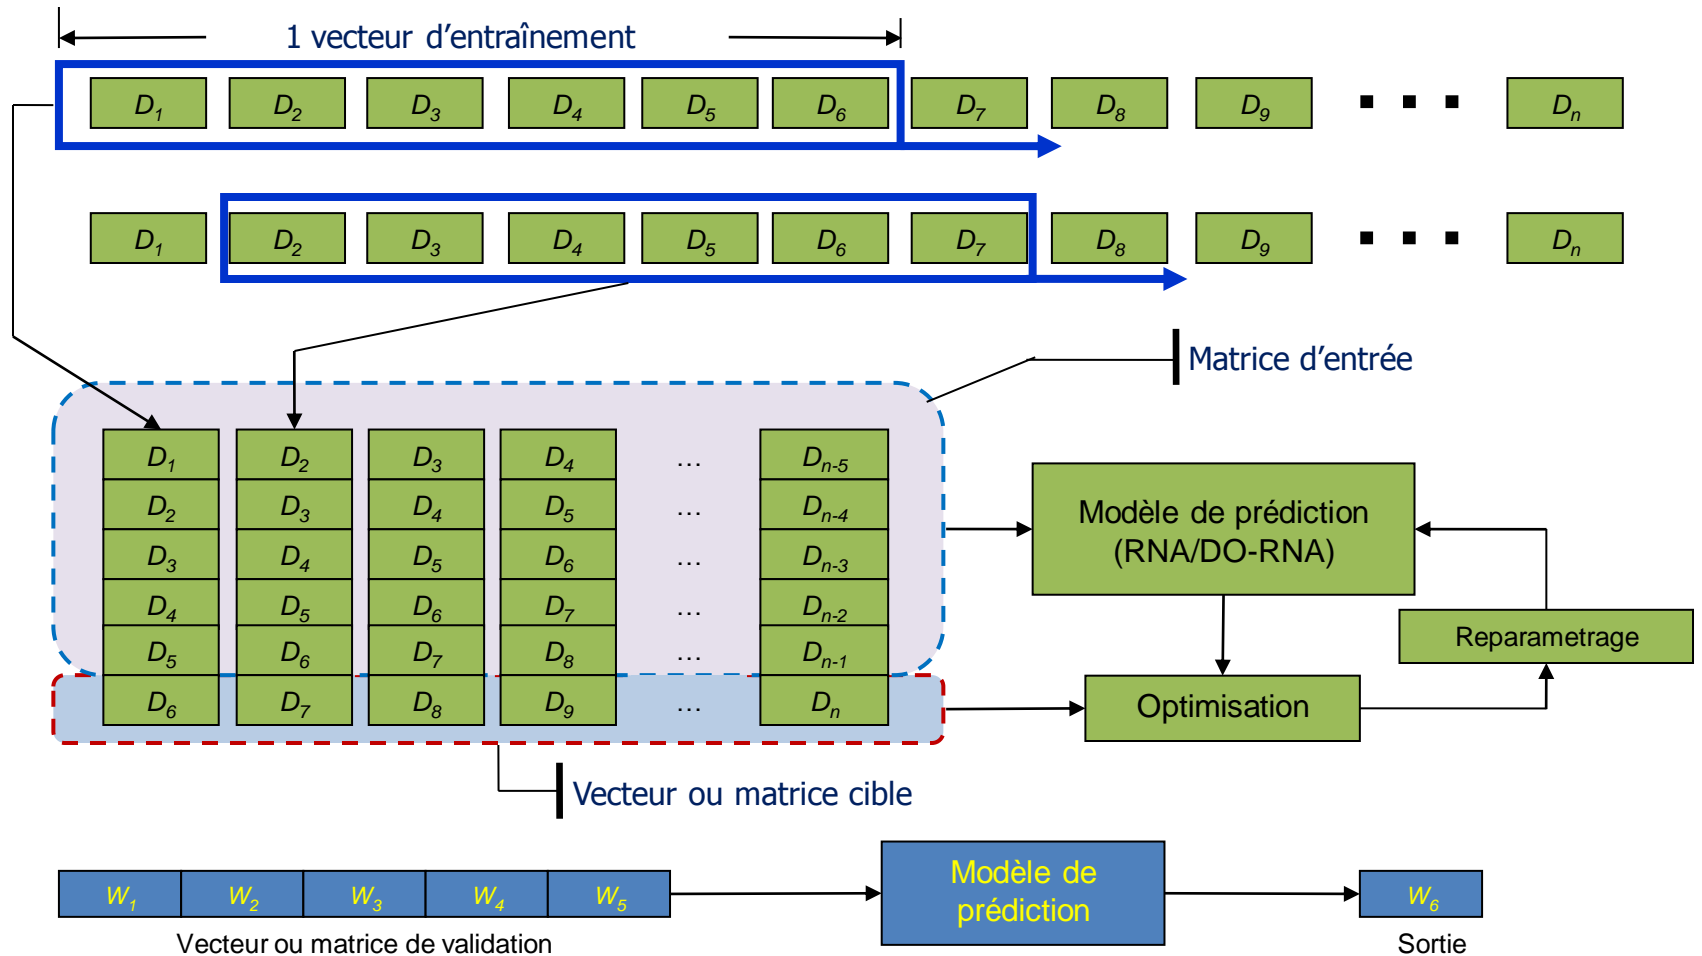 1 vecteur d’entraînement
D1 D2 D3 D4 D5 D6 D7 D8 D9 ... Dn
D1 D2 D3 D4 D5 D6 D7 D8 D9 ... Dn
Matrice d’entrée
D1 D2 D3 D4 … Dn-5
D2 D3 D4 D5 … Dn-4
D3 D4 D5 D6 … Dn-3
D4 D5 D6 D7 … Dn-2
D5 D6 D7 D8 … Dn-1
D6 D7 D8 D9 … Dn
Modèle de prédiction
(RNA/DO-RNA)
Reparametrage
Optimisation
Vecteur ou matrice cible
W1 W2 W3 W4 W5
Vecteur ou matrice de validation
Modèle de
prédiction
W6
Sortie